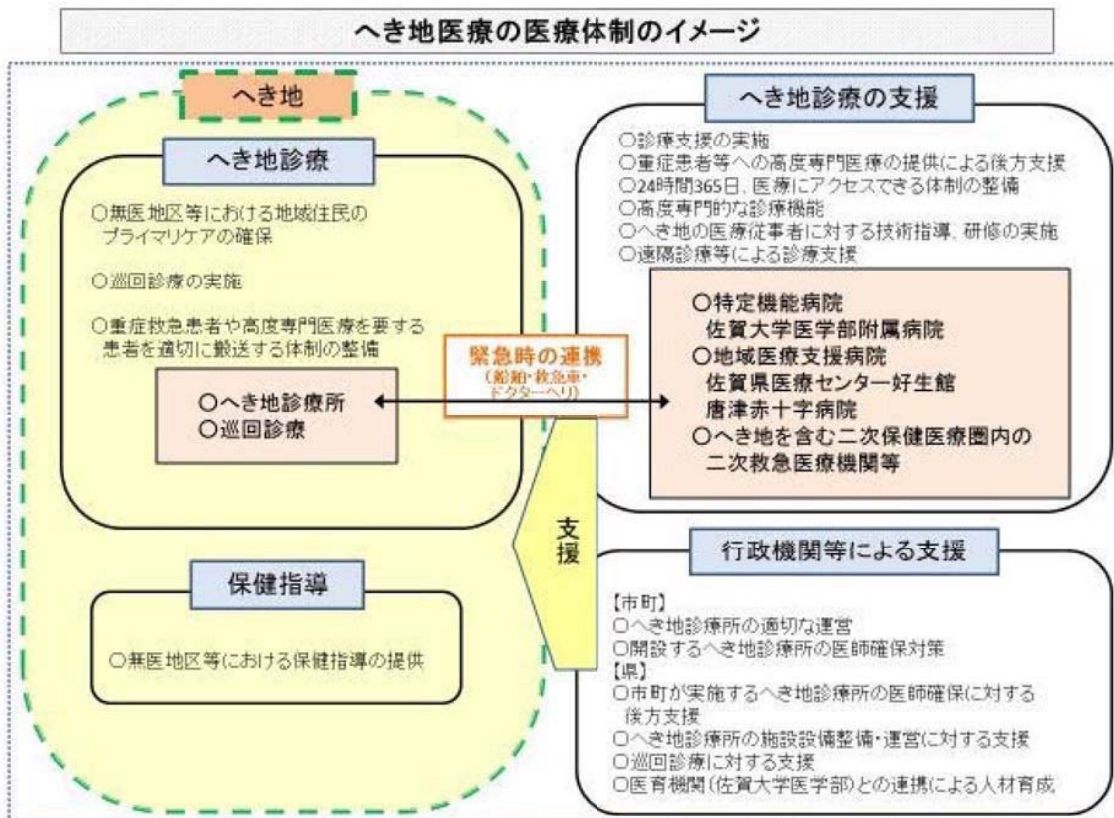 へき地医療の医療体制のイメージ
へき地
へき地診療
○無医地区等における地域住民の
プライマリケアの確保
○巡回診療の実施
○重症救急患者や高度専門医療を要する
患者を適切に搬送する体制の整備
○へき地診療所
○巡回診療
保健指導
○無医地区等における保健指導の提供
緊急時の連携
(船舶・救急車・
ドクターヘリ)
支援
へき地診療の支援
○診療支援の実施
○重症患者等への高度専門医療の提供による後方支援
○24時間365日、医療にアクセスできる体制の整備
○高度専門的な診療機能
○へき地の医療従事者に対する技術指導、研修の実施
○遠隔診療等による診療支援
○特定機能病院
佐賀大学医学部附属病院
○地域医療支援病院
佐賀県医療センター好生館
唐津赤十字病院
○へき地を含む二次保健医療圏内の
二次救急医療機関等
行政機関等による支援
【市町】
○へき地診療所の適切な運営
○開設するへき地診療所の医師確保対策
【県】
○市町が実施するへき地診療所の医師確保に対する
後方支援
○へき地診療所の施設設備整備・運営に対する支援
○巡回診療に対する支援
○医育機関(佐賀大学医学部)との連携による人材育成